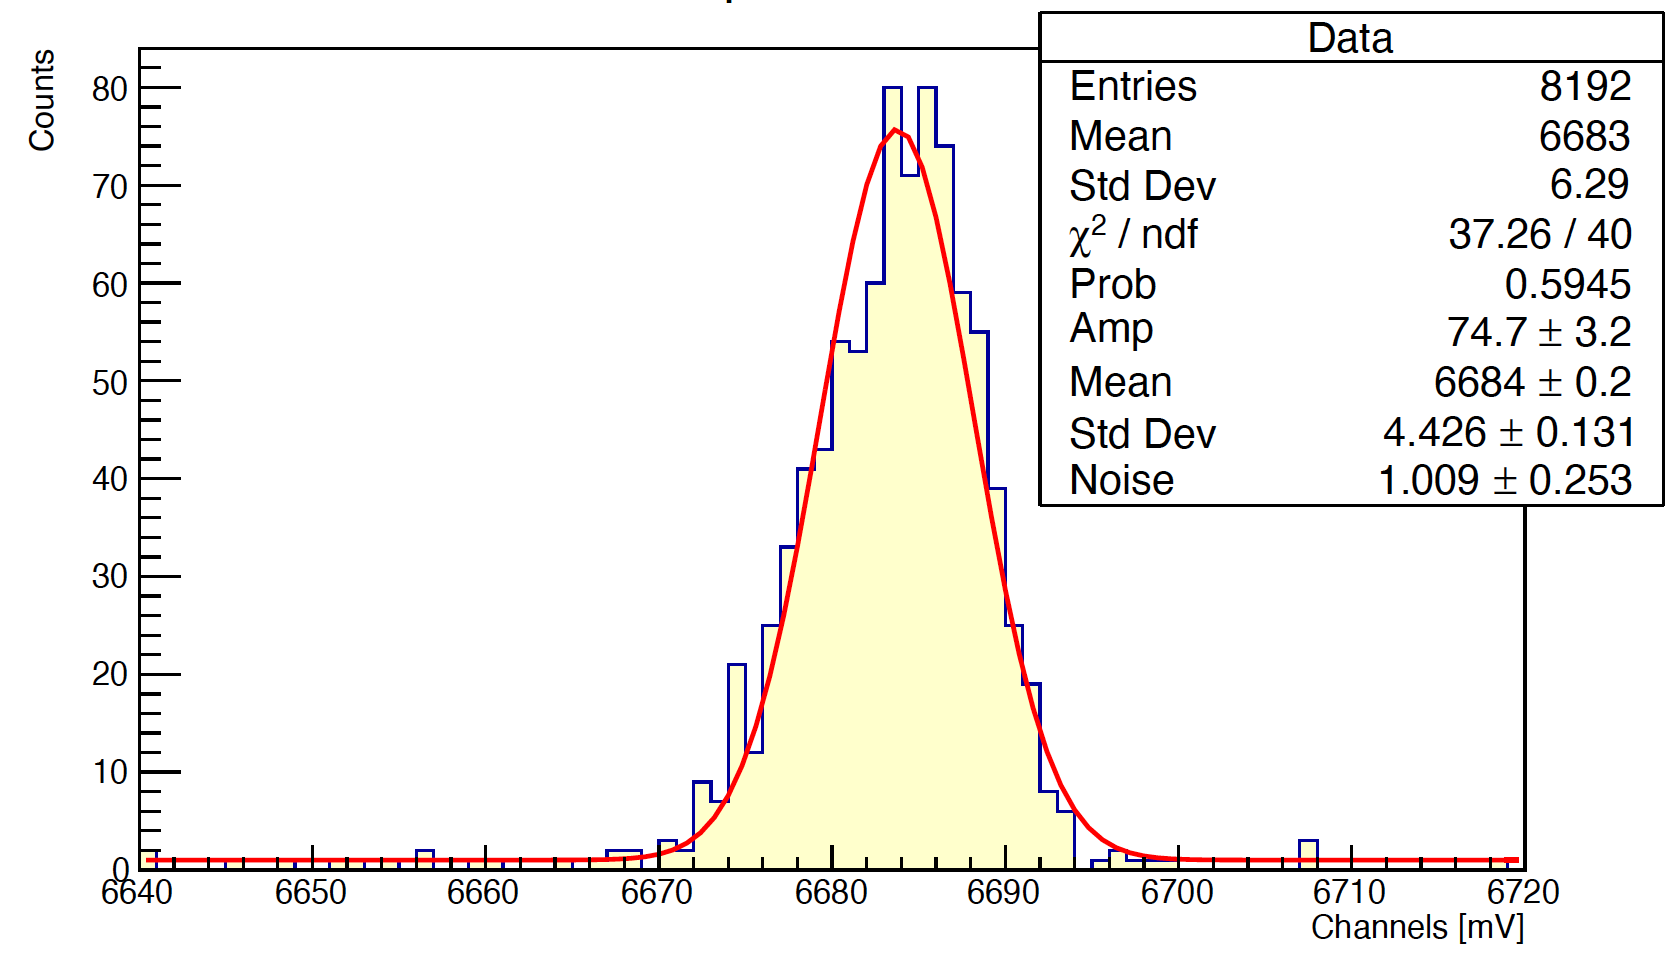 Counts
80
70
60
50
40
30
20
10
0
6640 6650 6660 6670 6680 6690 6700 6710 6720
Channels [mV]
Data
Entries 8192
Mean 6683
Std Dev 6.29
χ² / ndf 37.26 / 40
Prob 0.5945
Amp 74.7 ± 3.2
Mean 6684 ± 0.2
Std Dev 4.426 ± 0.131
Noise 1.009 ± 0.253